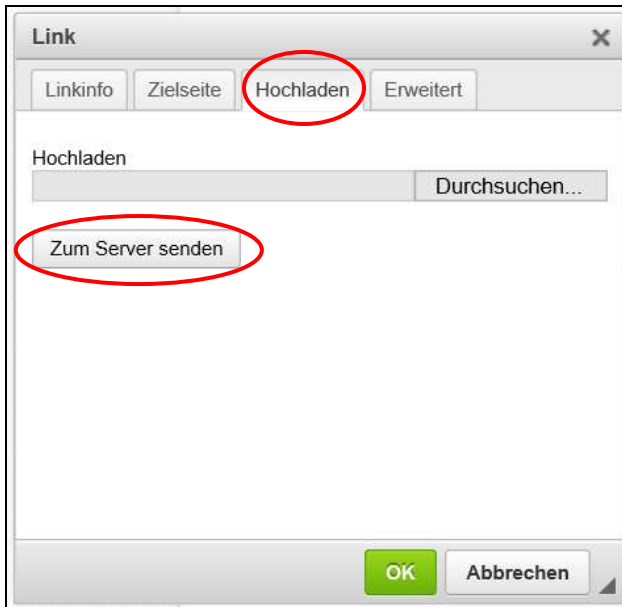 Link
Linkinfo Zielseite Hochladen Erweitert
Hochladen
Durchsuchen...
Zum Server senden
OK Abbrechen